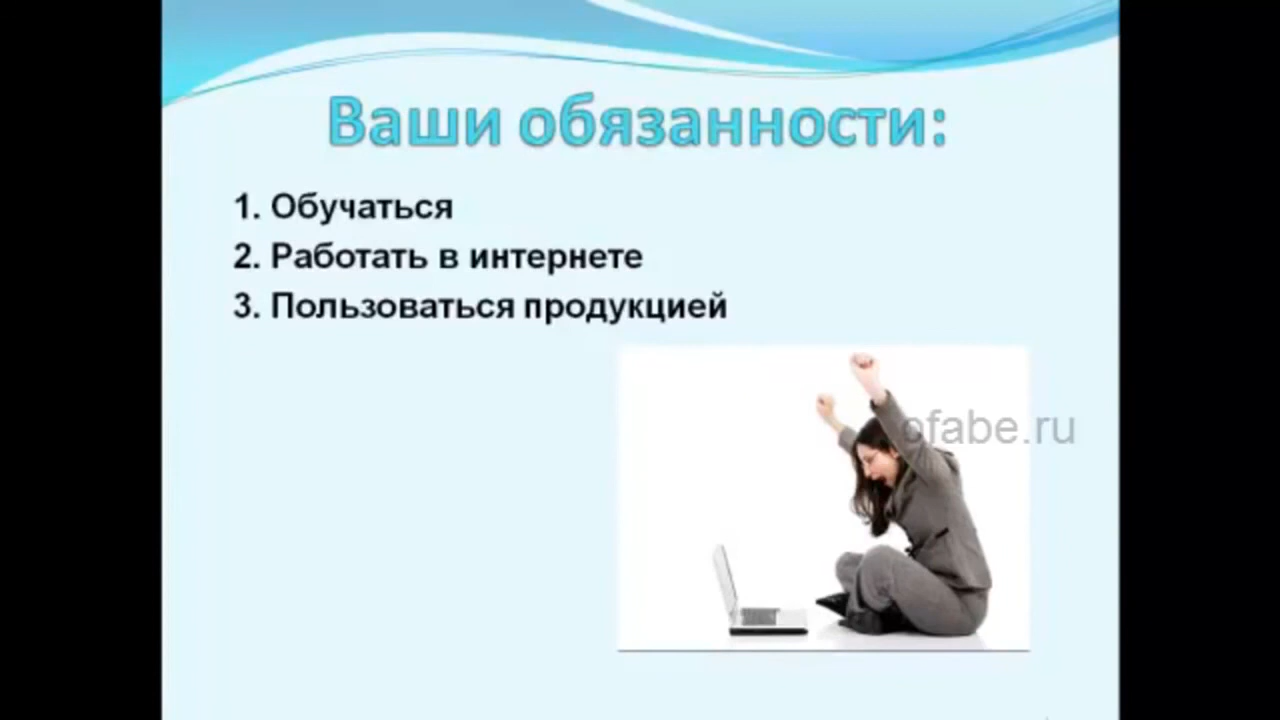 Ваши обязанности:
1. Обучаться
2. Работать в интернете
3. Пользоваться продукцией
ofabe.ru